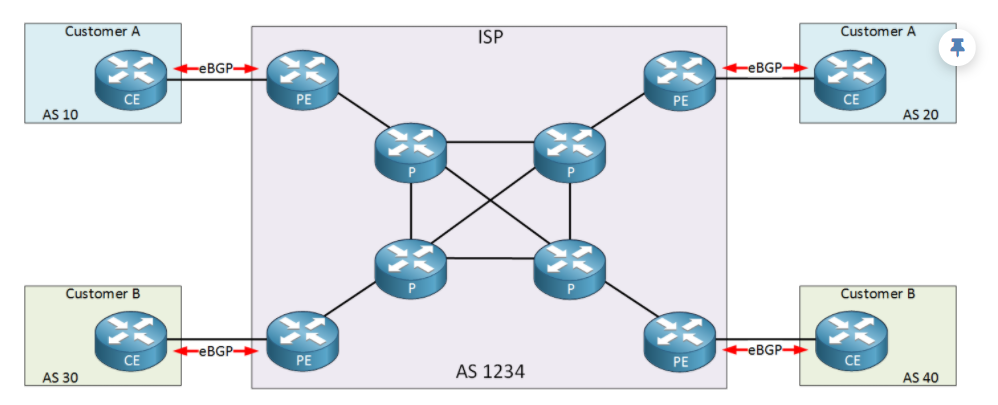 Customer A
ISP
Customer A
eBGP
eBGP
CE
PE
PE
CE
AS 10
AS 20
P
P
P
P
Customer B
Customer B
CE
PE
PE
CE
eBGP
eBGP
AS 30
AS 1234
AS 40